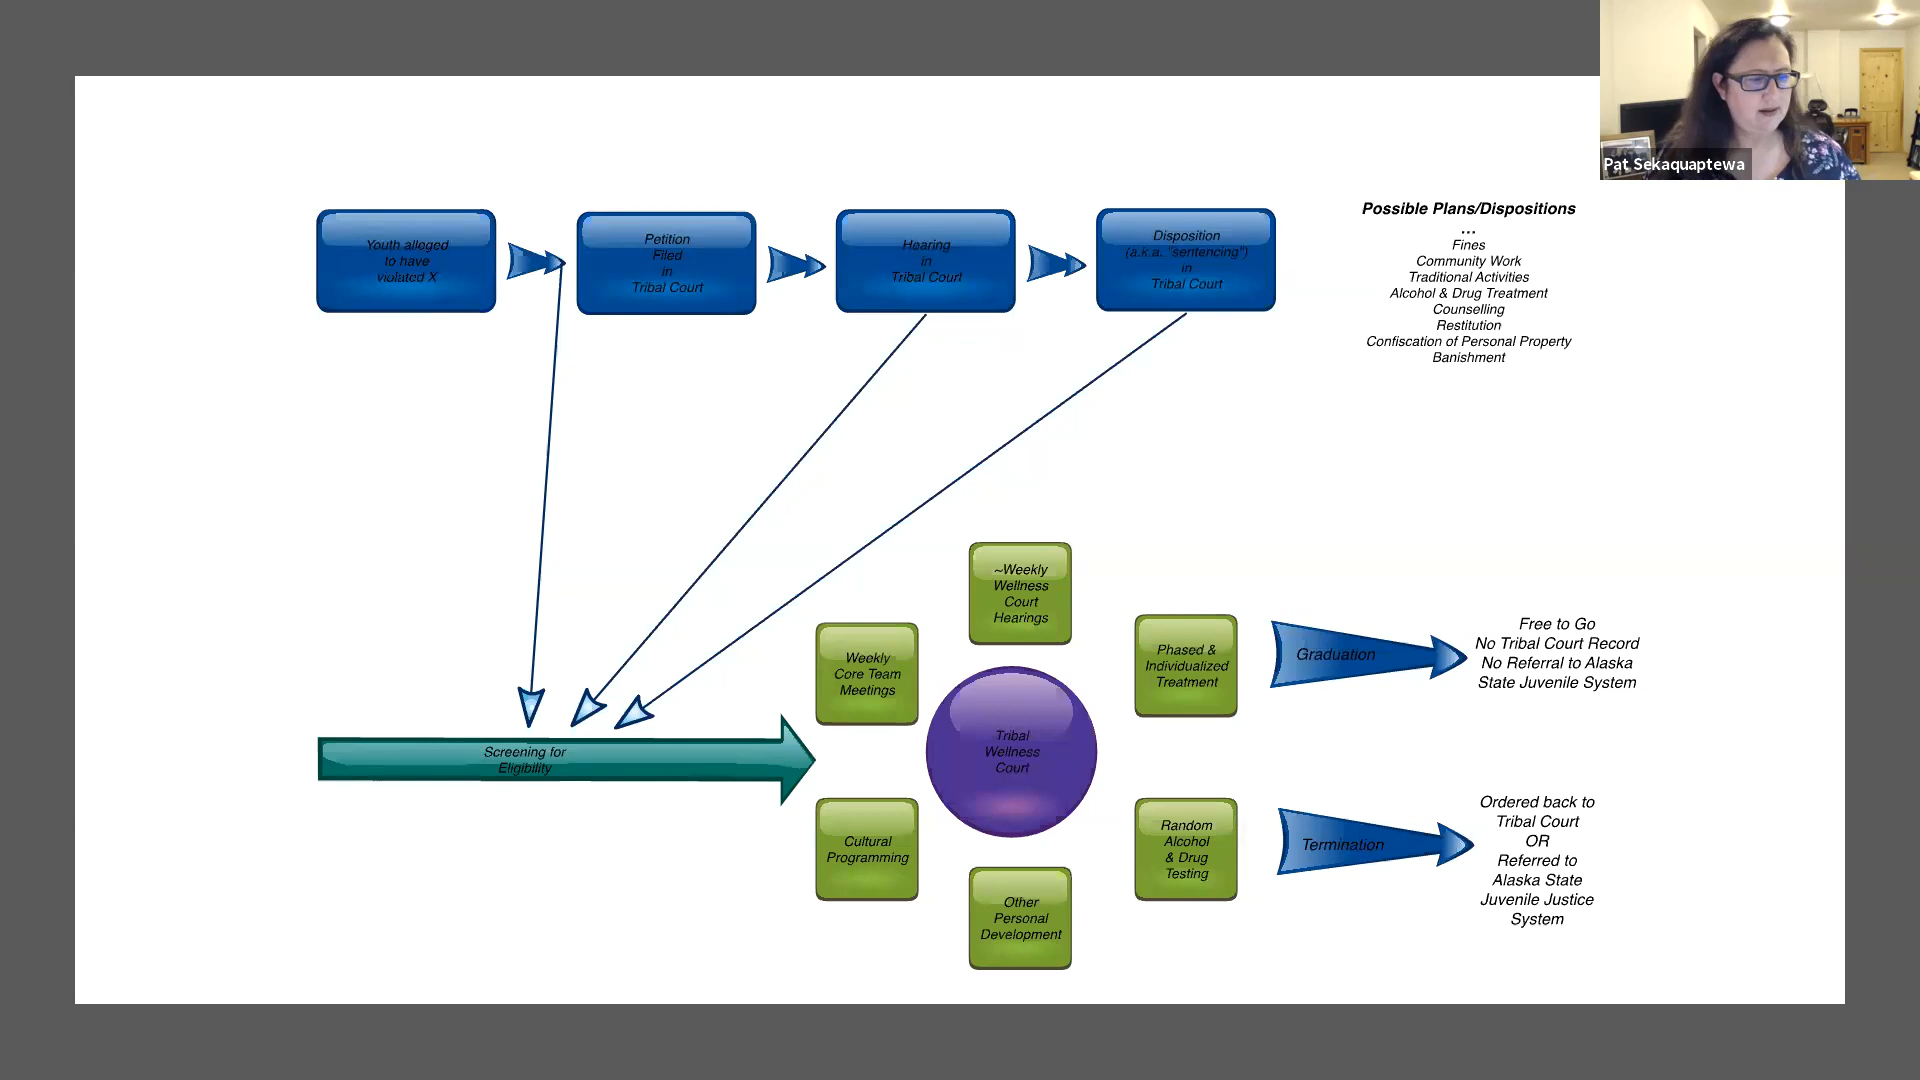 Pat Sekaquaptewa
Youth alleged
to have
violated X
Petition
Filed
in
Tribal Court
Hearing
in
Tribal Court
Disposition
(a.k.a. "sentencing")
in
Tribal Court
Possible Plans/Dispositions
...
Fines
Community Work
Traditional Activities
Alcohol & Drug Treatment
Counselling
Restitution
Confiscation of Personal Property
Banishment
Screening for
Eligibility
Weekly
Core Team
Meetings
~Weekly
Wellness
Court
Hearings
Phased &
Individualized
Treatment
Tribal
Wellness
Court
Cultural
Programming
Other
Personal
Development
Random
Alcohol
& Drug
Testing
Graduation
Free to Go
No Tribal Court Record
No Referral to Alaska
State Juvenile System
Termination
Ordered back to
Tribal Court
OR
Referred to
Alaska State
Juvenile Justice
System